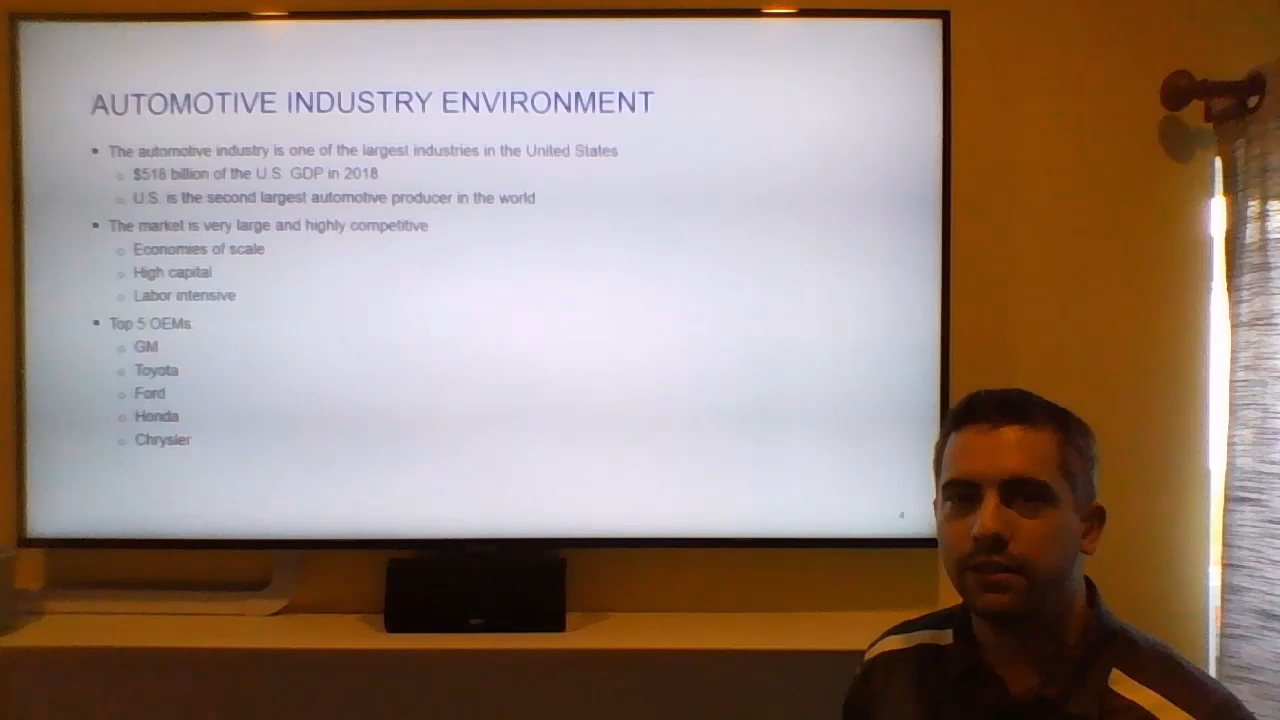 AUTOMOTIVE INDUSTRY ENVIRONMENT
▪ The automotive industry is one of the largest industries in the United States
○ $518 billion of the U.S. GDP in 2018
○ U.S. is the second largest automotive producer in the world
▪ The market is very large and highly competitive
○ Economies of scale
○ High capital
○ Labor intensive
▪ Top 5 OEMs
○ GM
○ Toyota
○ Ford
○ Honda
○ Chrysler
4